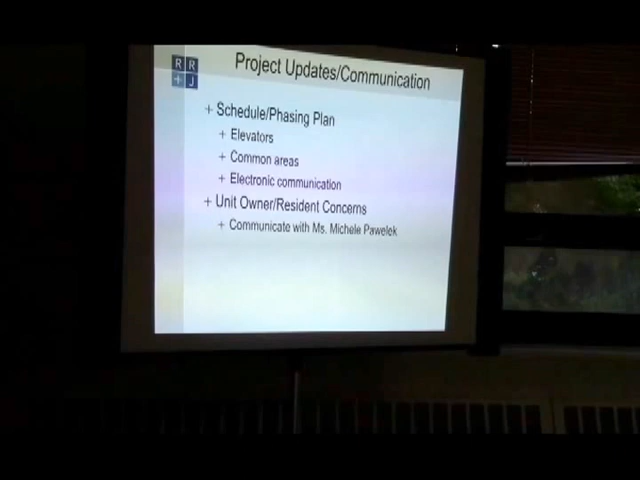 RR
+J
Project Updates/Communication
+ Schedule/Phasing Plan
+ Elevators
+ Common areas
+ Electronic communication
+ Unit Owner/Resident Concerns
+ Communicate with Ms. Michele Pawelek